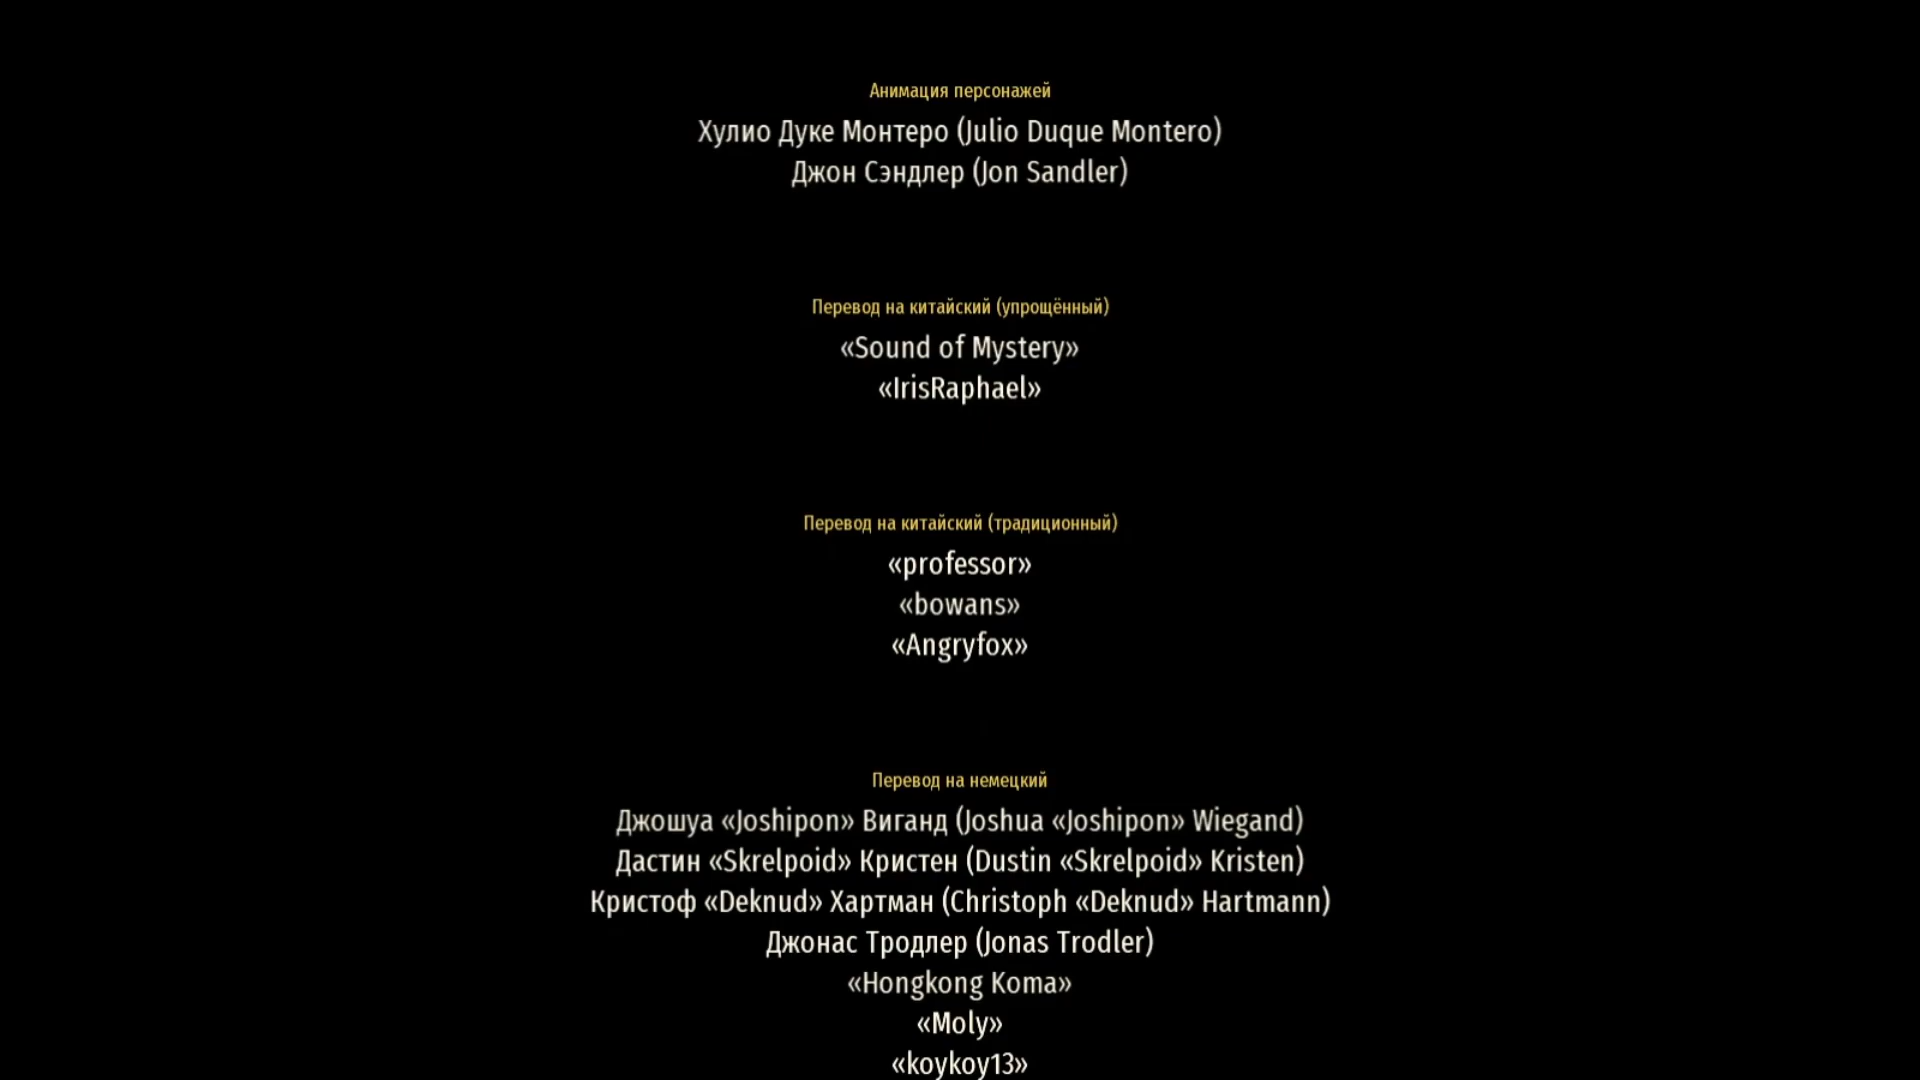 Анимация персонажей
Хулио Дуке Монтеро (Julio Duque Montero)
Джон Сэндлер (Jon Sandler)
Перевод на китайский (упрощённый)
«Sound of Mystery»
«IrisRaphael»
Перевод на китайский (традиционный)
«professor»
«bowans»
«Angryfox»
Перевод на немецкий
Джошуа «Joshipon» Виганд (Joshua «Joshipon» Wiegand)
Дастин «Skrelpoid» Кристен (Dustin «Skrelpoid» Kristen)
Кристоф «Deknud» Хартман (Christoph «Deknud» Hartmann)
Джонас Тродлер (Jonas Trodler)
«Hongkong Koma»
«Moly»
«koykoy13»